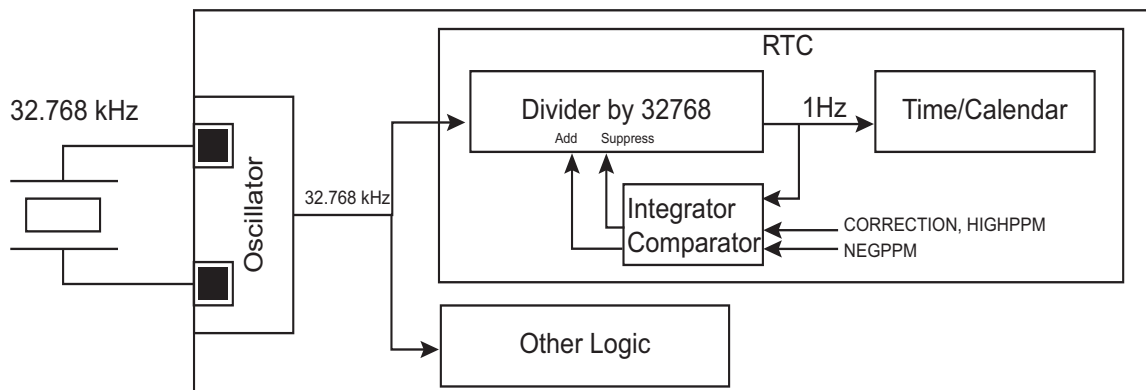 RTC
32.768 kHz
Divider by 32768
Add Suppress
1Hz
Time/Calendar
Oscillator
32.768 kHz
Integrator
Comparator
CORRECTION, HIGHPPM
NEGPPM
Other Logic